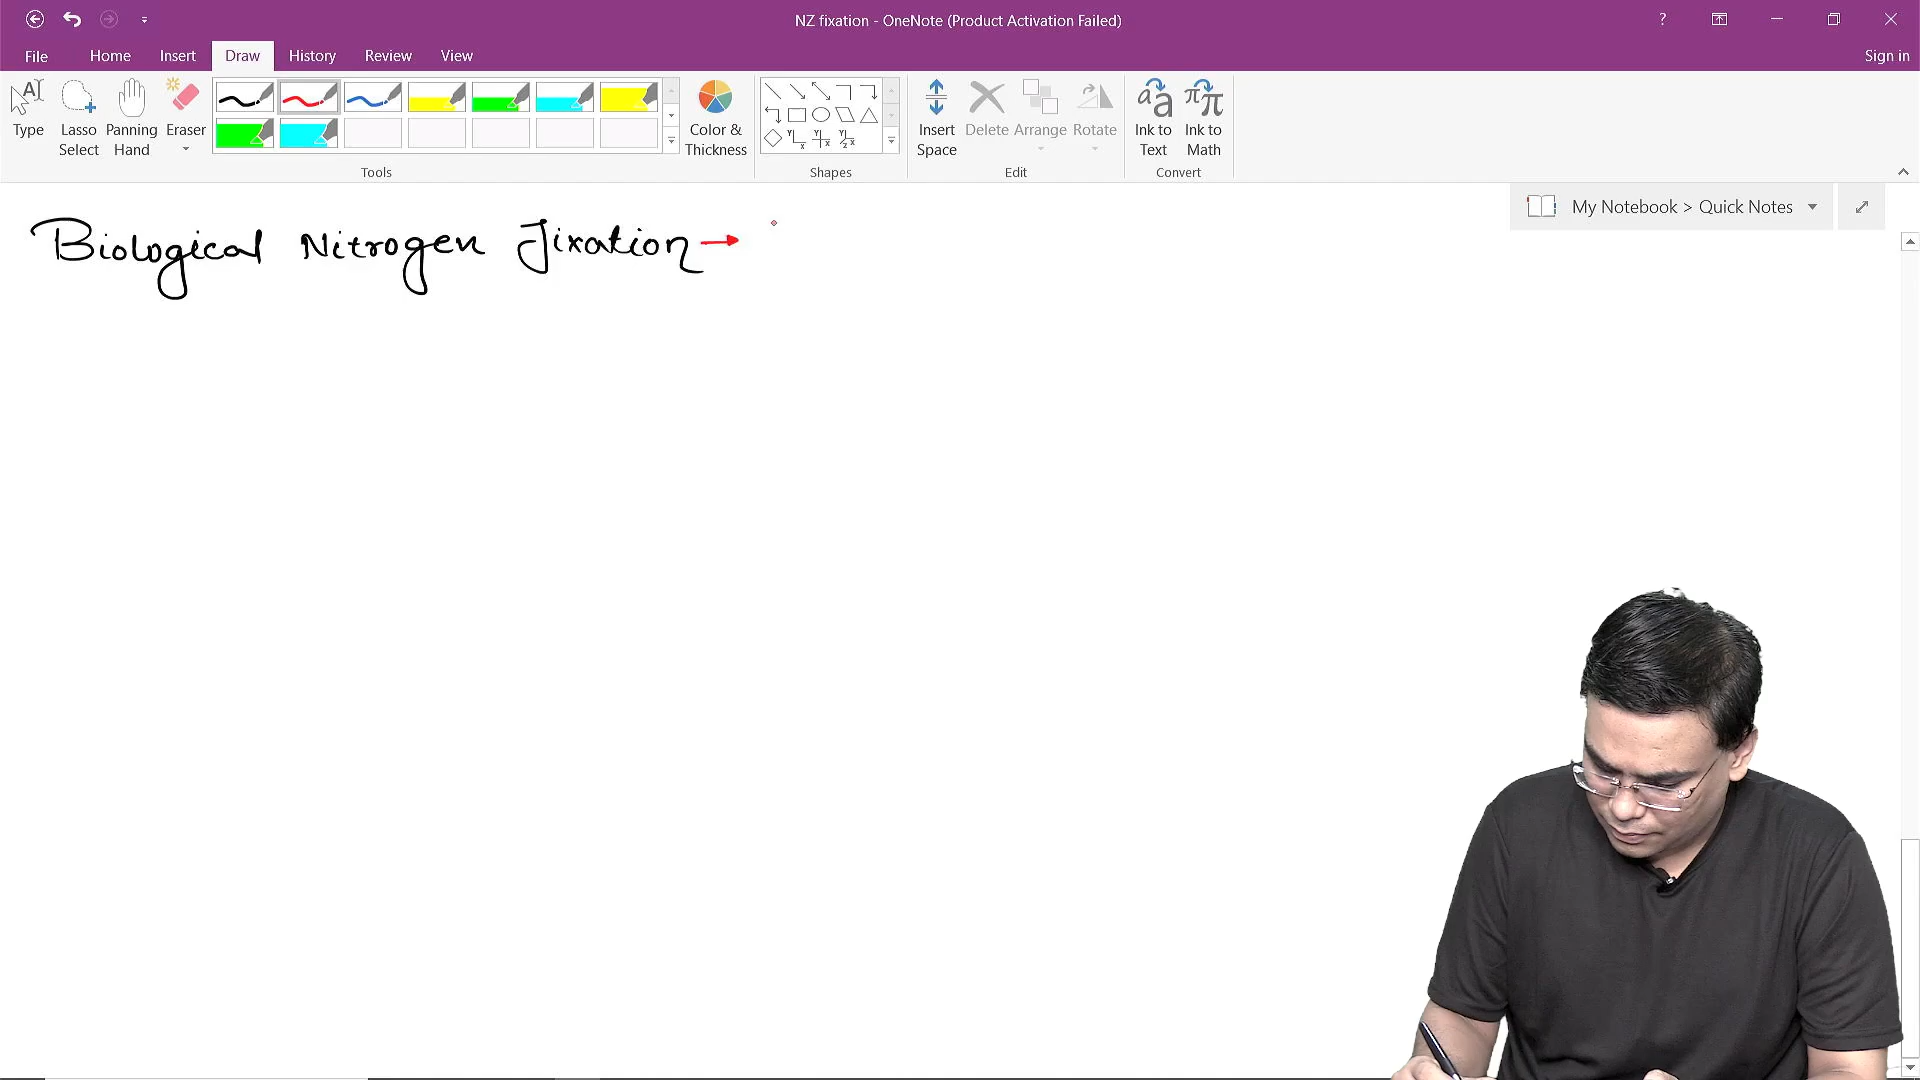 NZ fixation - OneNote (Product Activation Failed)
?
File Home Insert Draw History Review View
Sign in
Type
Lasso Select
Panning Hand
Eraser
Color & Thickness
Insert Space
Delete
Arrange
Rotate
Ink to Text
Ink to Math
Tools
Shapes
Edit
Convert
My Notebook > Quick Notes
Biological Nitrogen Fixation →